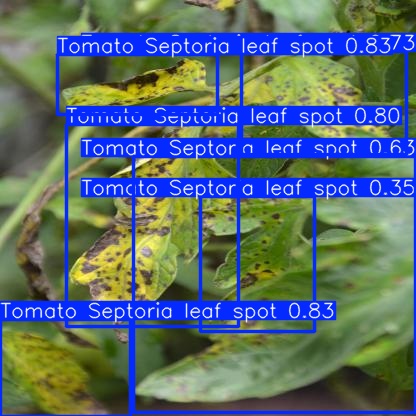 Tomato Septoria leaf spot 0.8373
Tomato Septoria leaf spot 0.80
Tomato Septoria leaf spot 0.63
Tomato Septoria leaf spot 0.35
Tomato Septoria leaf spot 0.83